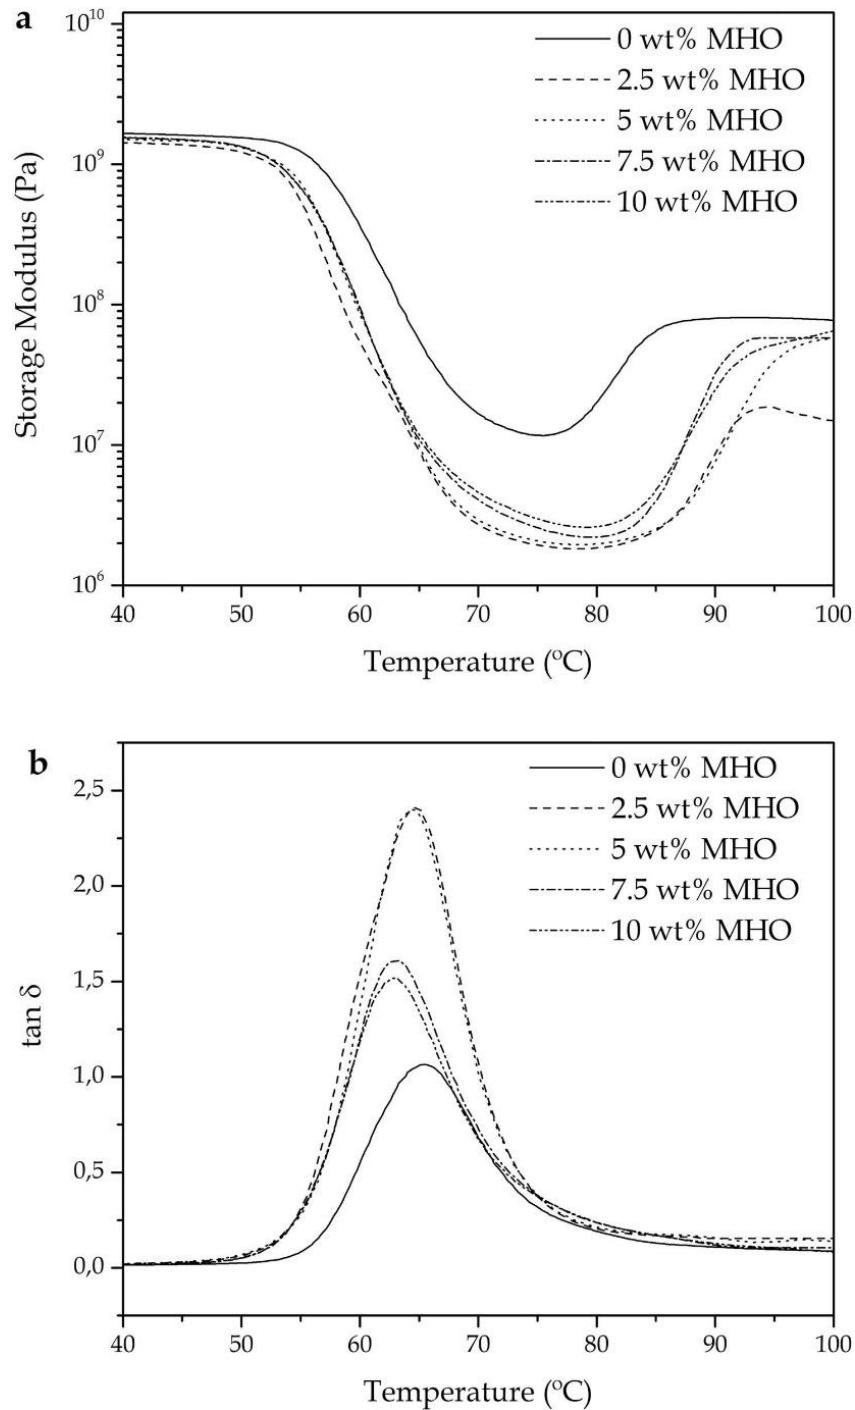 a
10¹⁰
10⁹
10⁸
10⁷
10⁶
Storage Modulus (Pa)
0 wt% MHO
2.5 wt% MHO
5 wt% MHO
7.5 wt% MHO
10 wt% MHO
40 50 60 70 80 90 100
Temperature (ºC)
b
2,5
2,0
1,5
1,0
0,5
0,0
tan δ
0 wt% MHO
2.5 wt% MHO
5 wt% MHO
7.5 wt% MHO
10 wt% MHO
40 50 60 70 80 90 100
Temperature (ºC)